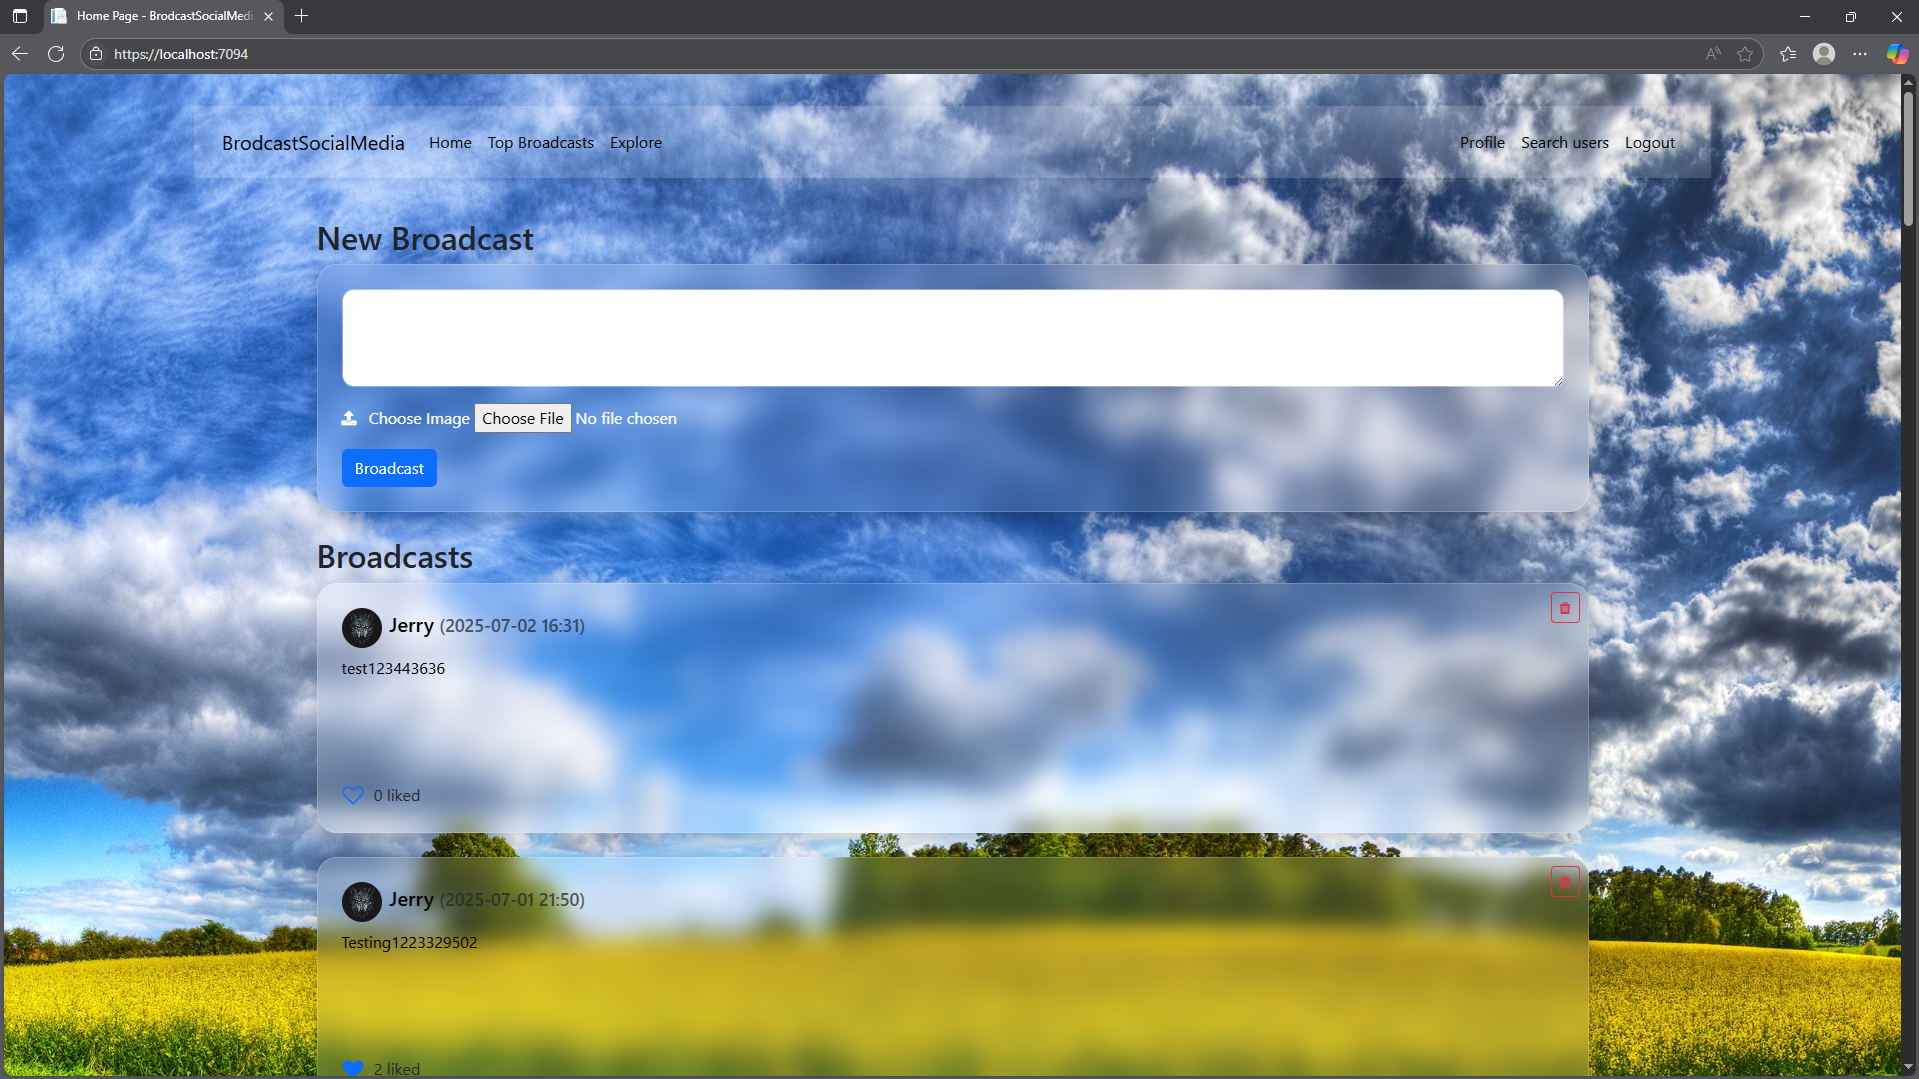 Home Page - BrodcastSocialMedi
https://localhost:7094
BrodcastSocialMedia Home Top Broadcasts Explore Profile Search users Logout
New Broadcast
Choose Image Choose File No file chosen
Broadcast
Broadcasts
Jerry (2025-07-02 16:31)
test123443636
0 liked
Jerry (2025-07-01 21:50)
Testing1223329502
2 liked